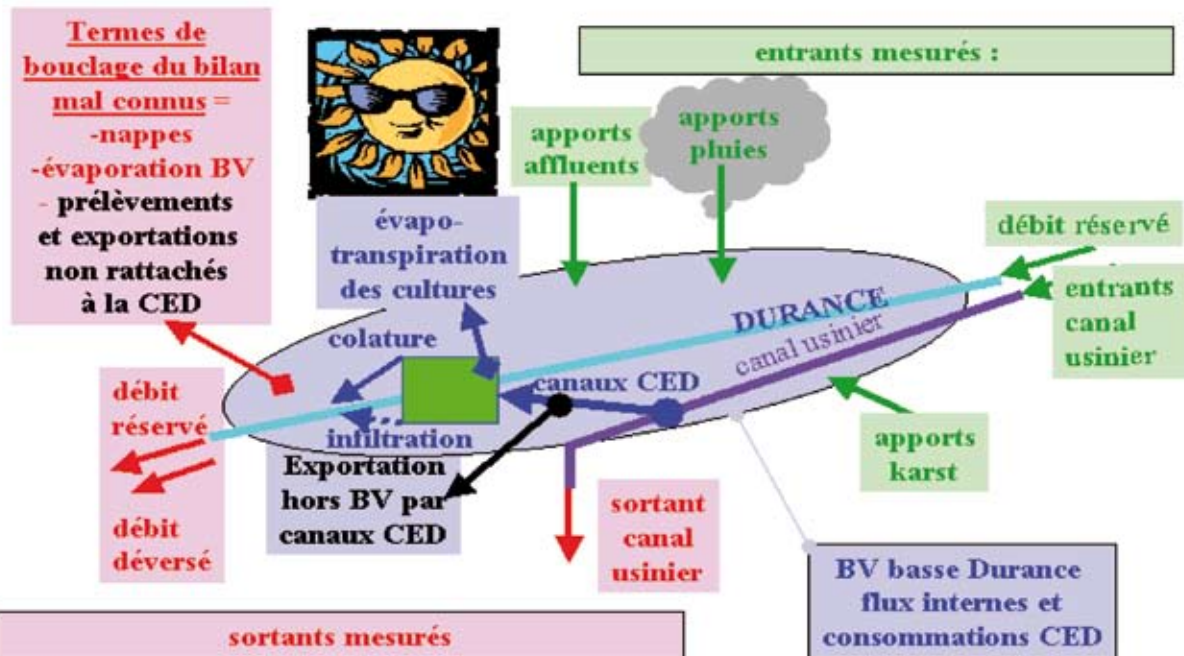 Termes de
bouclage du bilan
mal connus =
-nappes
-évaporation BV
- prélèvements
et exportations
non rattachés
à la CED
entrants mesurés :
apports
affluents
apports
pluies
débit réservé
entrants
canal
usinier
évapo-
transpiration
des cultures
DURANCE
canal usinier
colature
canaux CED
infiltration
débit
réservé
débit
déversé
Exportation
hors BV par
canaux CED
sortant
canal
usinier
apports
karst
BV basse Durance
flux internes et
consommations CED
sortants mesurés